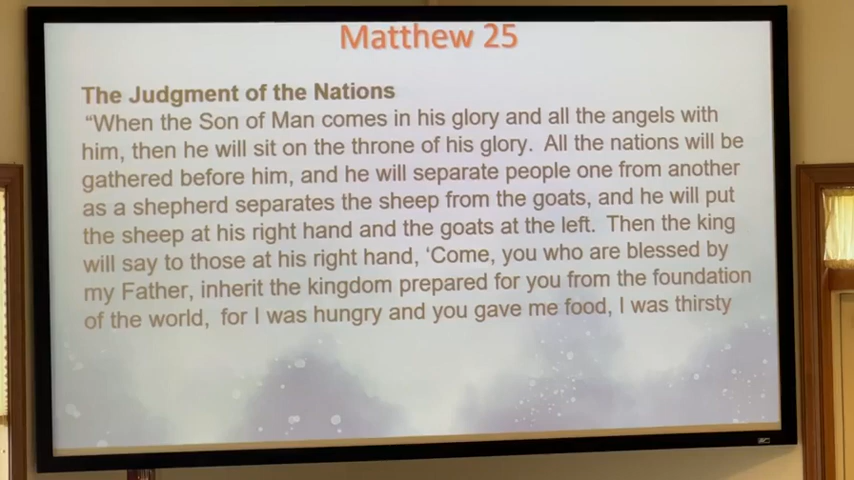 Matthew 25
The Judgment of the Nations
“When the Son of Man comes in his glory and all the angels with
him, then he will sit on the throne of his glory. All the nations will be
gathered before him, and he will separate people one from another
as a shepherd separates the sheep from the goats, and he will put
the sheep at his right hand and the goats at the left. Then the king
will say to those at his right hand, ‘Come, you who are blessed by
my Father, inherit the kingdom prepared for you from the foundation
of the world, for I was hungry and you gave me food, I was thirsty